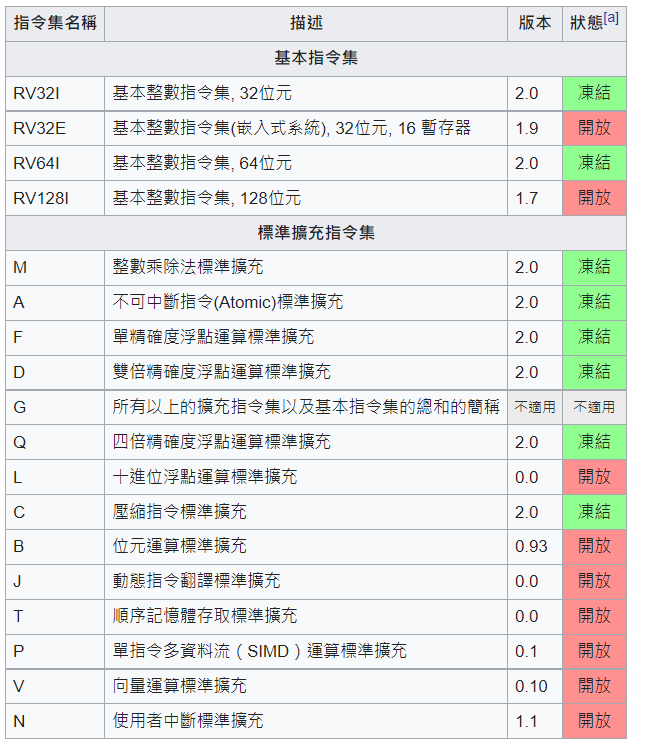 指令集名稱 描述 版本 狀態[a]
基本指令集
RV32I 基本整數指令集, 32位元 2.0 凍結
RV32E 基本整數指令集(嵌入式系統), 32位元, 16 暫存器 1.9 開放
RV64I 基本整數指令集, 64位元 2.0 凍結
RV128I 基本整數指令集, 128位元 1.7 開放
標準擴充指令集
M 整數乘除法標準擴充 2.0 凍結
A 不可中斷指令(Atomic)標準擴充 2.0 凍結
F 單精確度浮點運算標準擴充 2.0 凍結
D 雙倍精確度浮點運算標準擴充 2.0 凍結
G 所有以上的擴充指令集以及基本指令集的總和的簡稱 不適用 不適用
Q 四倍精確度浮點運算標準擴充 2.0 凍結
L 十進位浮點運算標準擴充 0.0 開放
C 壓縮指令標準擴充 2.0 凍結
B 位元運算標準擴充 0.93 開放
J 動態指令翻譯標準擴充 0.0 開放
T 順序記憶體存取標準擴充 0.0 開放
P 單指令多資料流（SIMD）運算標準擴充 0.1 開放
V 向量運算標準擴充 0.10 開放
N 使用者中斷標準擴充 1.1 開放